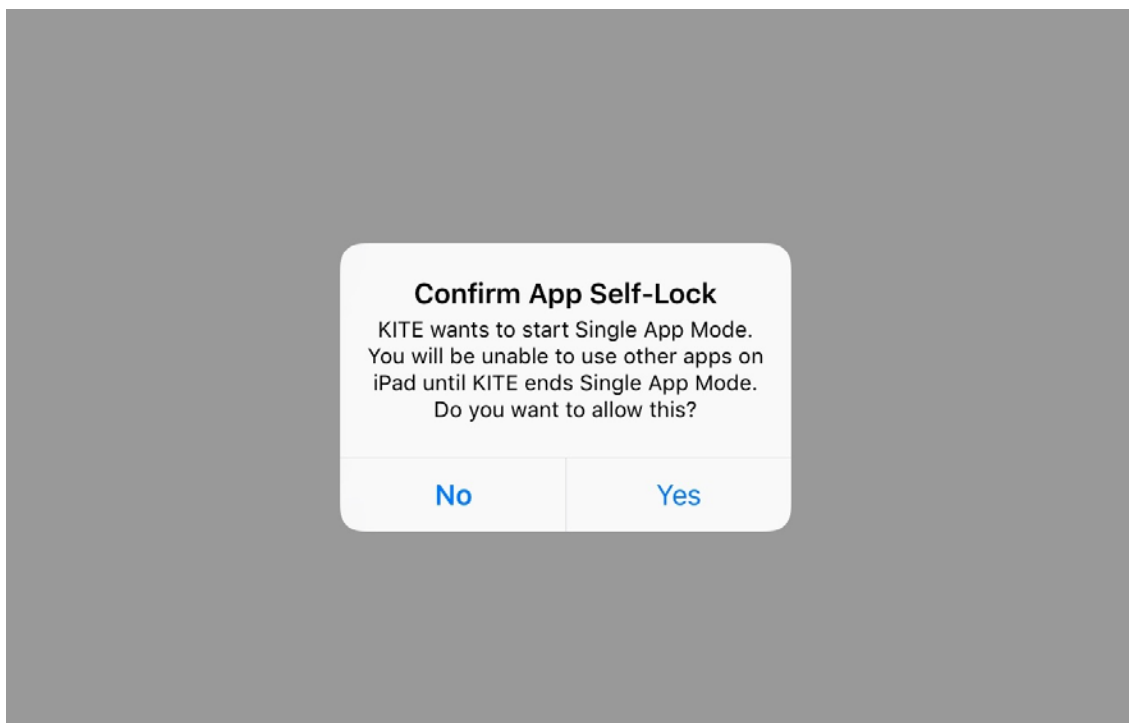 Confirm App Self-Lock
KITE wants to start Single App Mode.
You will be unable to use other apps on
iPad until KITE ends Single App Mode.
Do you want to allow this?
No
Yes